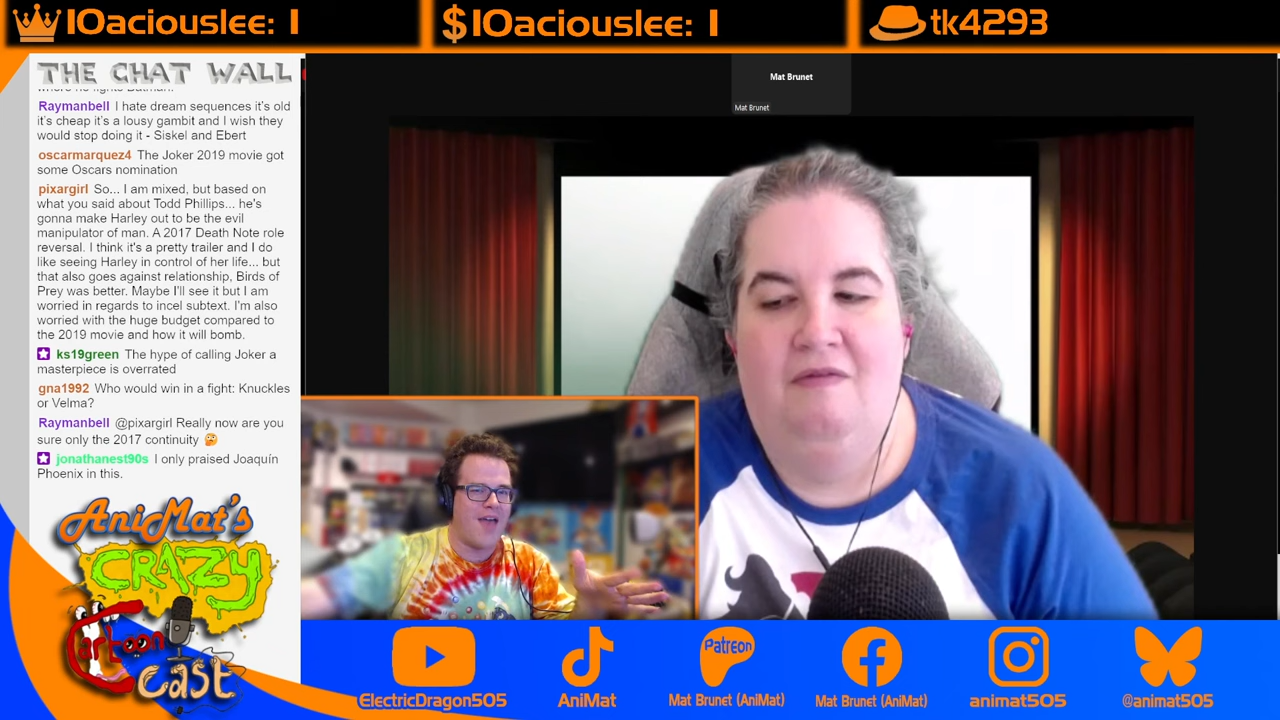 10aciouslee: 1
$10aciouslee: 1
tk4293
THE CHAT WALL
where he fights Batman.
Raymanbell I hate dream sequences it's old
it's cheap it's a lousy gambit and I wish they
would stop doing it - Siskel and Ebert
oscarmarquez4 The Joker 2019 movie got
some Oscars nomination
pixargirl So... I am mixed, but based on
what you said about Todd Phillips... he's
gonna make Harley out to be the evil
manipulator of man. A 2017 Death Note role
reversal. I think it's a pretty trailer and I do
like seeing Harley in control of her life... but
that also goes against relationship, Birds of
Prey was better. Maybe I'll see it but I am
worried in regards to incel subtext. I'm also
worried with the huge budget compared to
the 2019 movie and how it will bomb.
ks19green The hype of calling Joker a
masterpiece is overrated
gna1992 Who would win in a fight: Knuckles
or Velma?
Raymanbell @pixargirl Really now are you
sure only the 2017 continuity
jonathanest90s I only praised Joaquín
Phoenix in this.
Mat Brunet
Mat Brunet
AniMat's
CRAZY
Cartoon
Cast
Patreon
ElectricDragon505
AniMat
Mat Brunet (AniMat)
Mat Brunet (AniMat)
animat505
@animat505